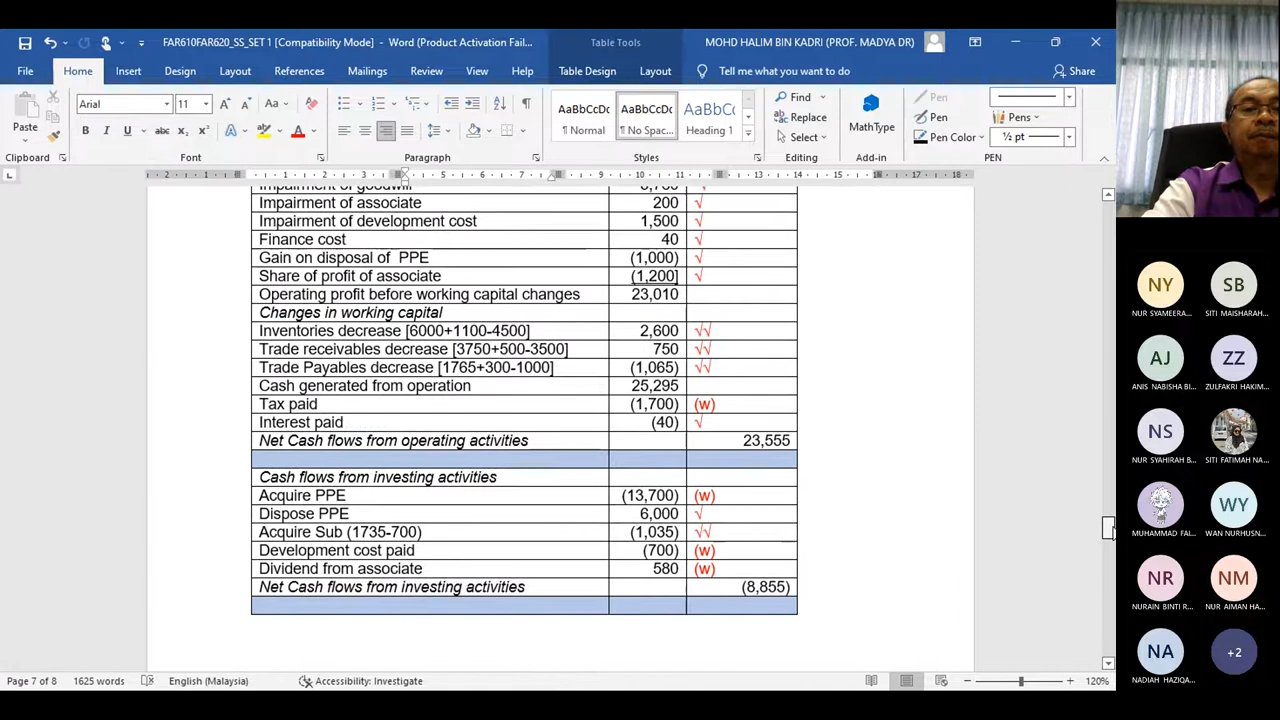 FAR610FAR620_SS_SET 1 [Compatibility Mode] - Word (Product Activation Fail...
Table Tools
MOHD HALIM BIN KADRI (PROF. MADYA DR)
File Home Insert Design Layout References Mailings Review View Help Table Design Layout Tell me what you want to do Share
Paste
Arial 11
AaBbCcDc AaBbCcDc AaBbCc
¶ Normal ¶ No Spac... Heading 1
Find
Replace
Select
MathType
Pen
Pen
Pen Color
Pens
½ pt
Clipboard Font Paragraph Styles Editing Add-in PEN
Impairment of goodwill
Impairment of associate 200 √
Impairment of development cost 1,500 √
Finance cost 40 √
Gain on disposal of PPE (1,000) √
Share of profit of associate (1,200] √
Operating profit before working capital changes 23,010
Changes in working capital
Inventories decrease [6000+1100-4500] 2,600 √√
Trade receivables decrease [3750+500-3500] 750 √√
Trade Payables decrease [1765+300-1000] (1,065) √√
Cash generated from operation 25,295
Tax paid (1,700) (w)
Interest paid (40) √
Net Cash flows from operating activities 23,555
Cash flows from investing activities
Acquire PPE (13,700) (w)
Dispose PPE 6,000 √
Acquire Sub (1735-700) (1,035) √√
Development cost paid (700) (w)
Dividend from associate 580 (w)
Net Cash flows from investing activities (8,855)
Page 7 of 8 1625 words English (Malaysia) Accessibility: Investigate 120%
NY SB
NUR SYAMEERA... SITI MAISHARAH...
AJ ZZ
ANIS NABISHA BI... ZULFAKRI HAKIM...
NS
NUR SYAHIRAH B... SITI FATIMAH NA...
WY
MUHAMMAD FAI... WAN NURHUSN...
NR NM
NURAIN BINTI R... NUR AIMAN HA...
NA +2
NADIAH HAZIQA...